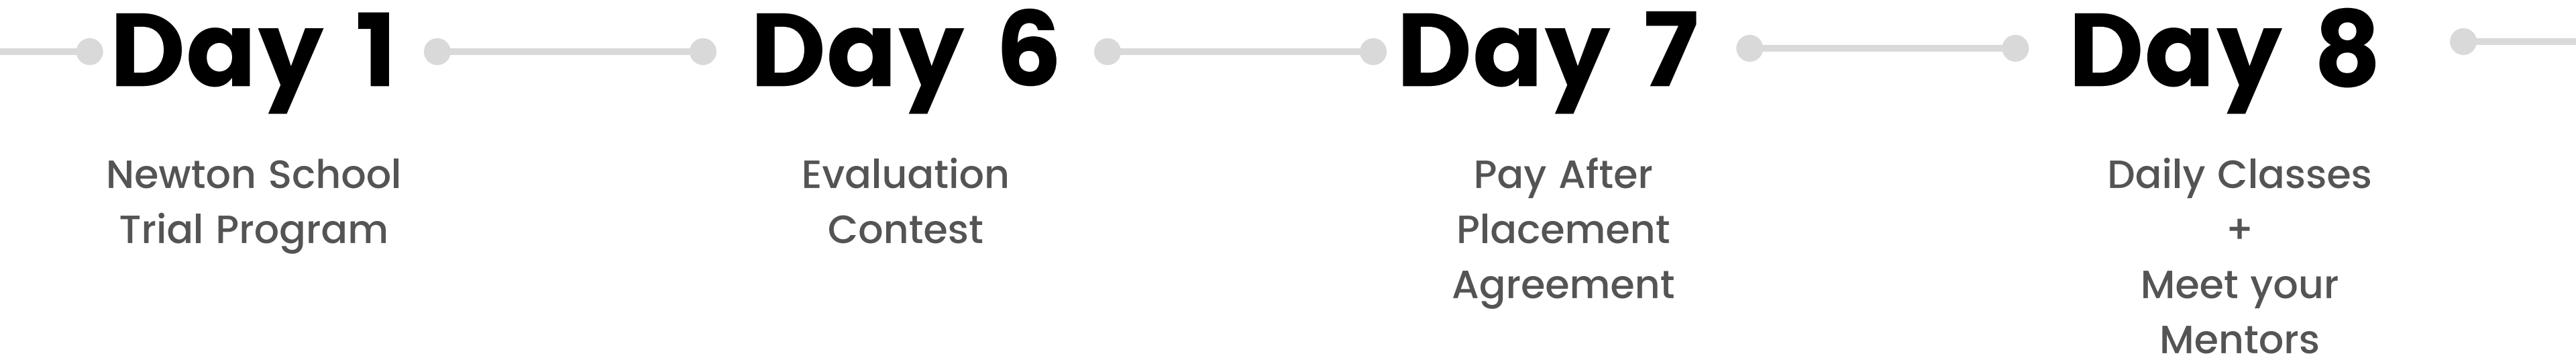 Day 1
Newton School
Trial Program
Day 6
Evaluation
Contest
Day 7
Pay After
Placement
Agreement
Day 8
Daily Classes
+
Meet your
Mentors